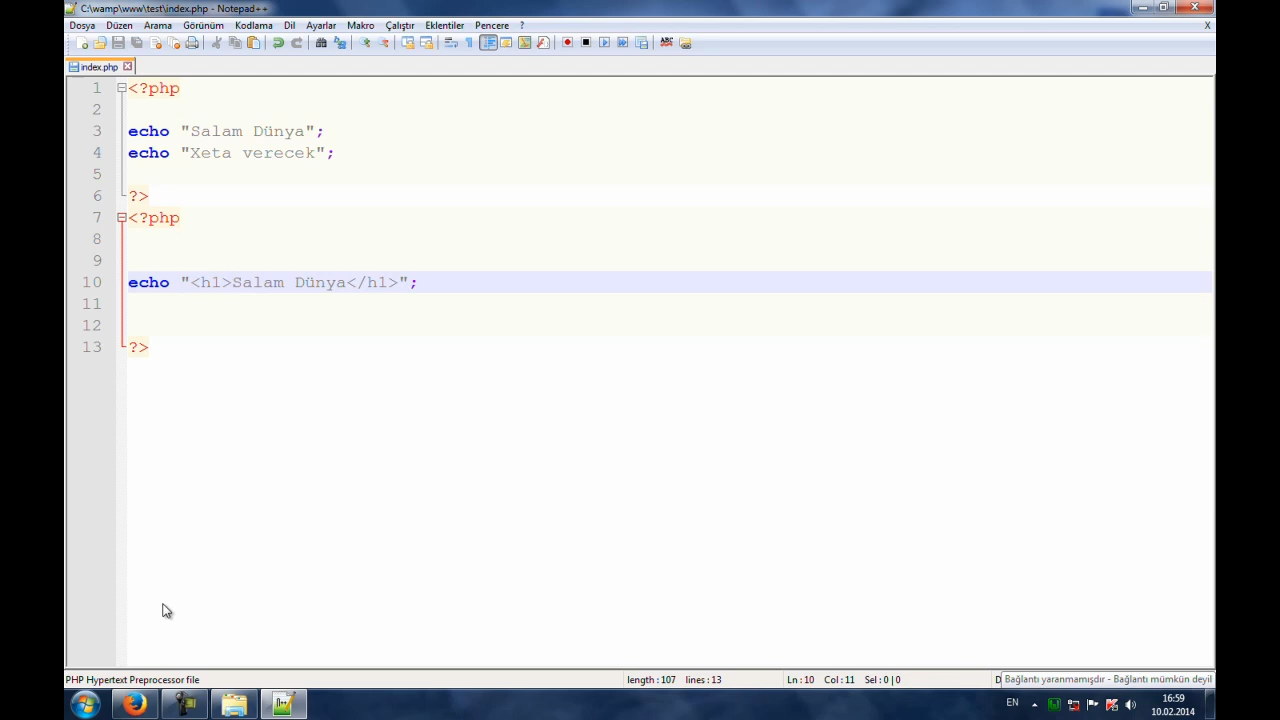 C:\wamp\www\test\index.php - Notepad++
Dosya Düzen Arama Görünüm Kodlama Dil Ayarlar Makro Çalıştır Eklentiler Pencere ? X
index.php
1 <?php
2
3 echo "Salam Dünya";
4 echo "Xeta verecek";
5
6 ?>
7 <?php
8
9
10 echo "<h1>Salam Dünya</h1>";
11
12
13 ?>
PHP Hypertext Preprocessor file length : 107 lines : 13 Ln : 10 Col : 11 Sel : 0 | 0 D Bağlantı yaranmamışdır - Bağlantı mümkün deyil
EN 16:59
10.02.2014